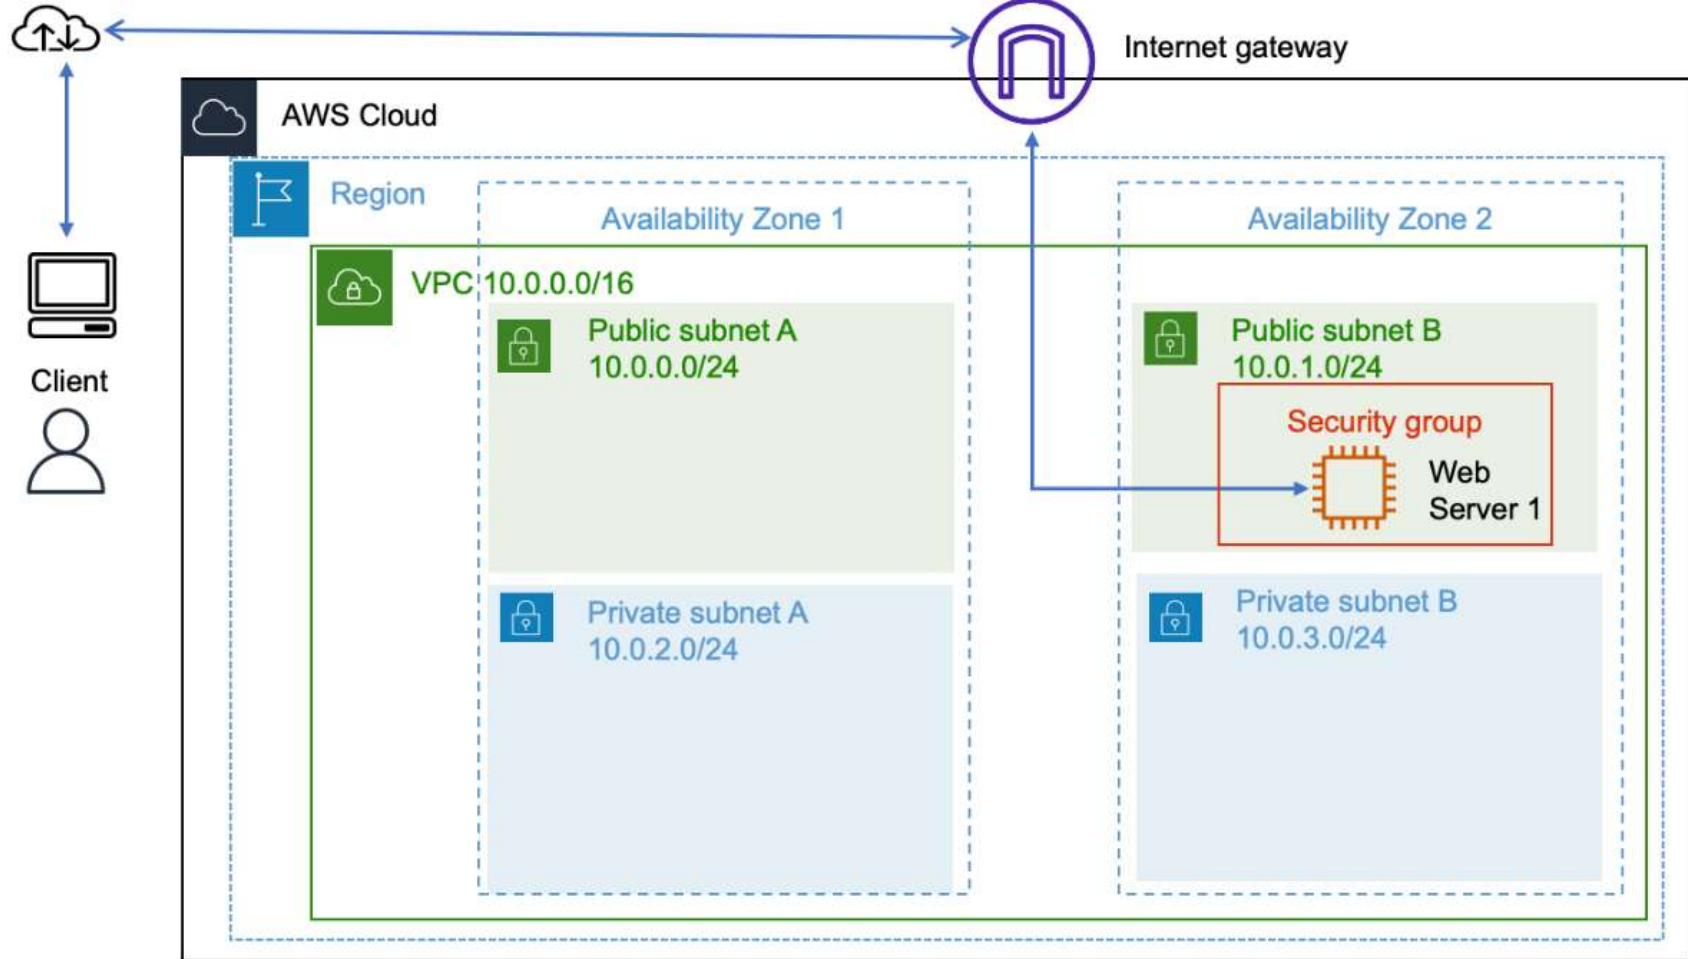 Internet gateway
AWS Cloud
Region
Availability Zone 1
Availability Zone 2
VPC 10.0.0.0/16
Public subnet A
10.0.0.0/24
Public subnet B
10.0.1.0/24
Client
Security group
Web
Server 1
Private subnet A
10.0.2.0/24
Private subnet B
10.0.3.0/24